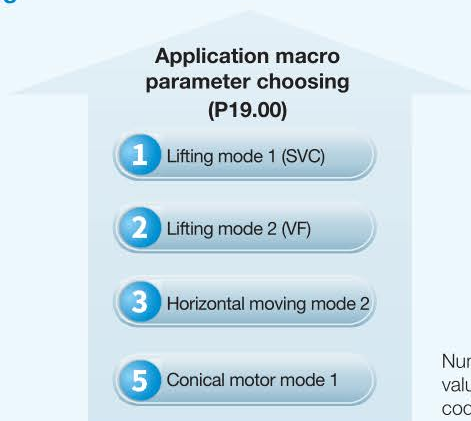 Application macro
parameter choosing
(P19.00)
1 Lifting mode 1 (SVC)
2 Lifting mode 2 (VF)
3 Horizontal moving mode 2
5 Conical motor mode 1